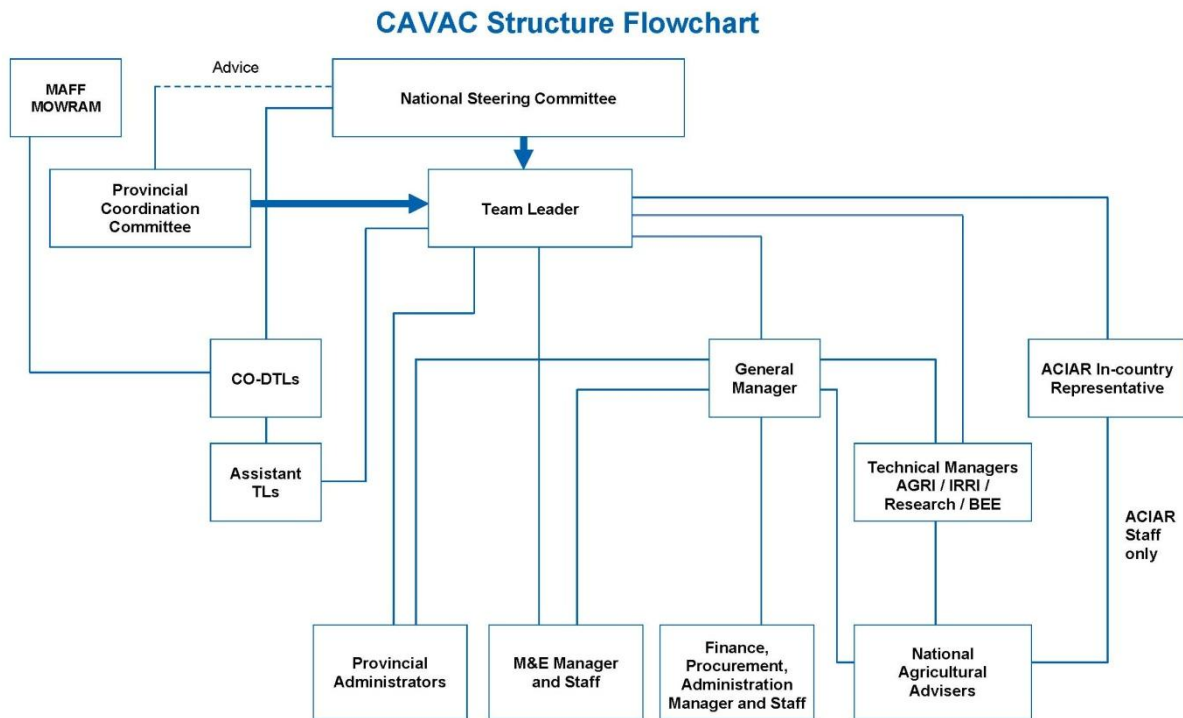 CAVAC Structure Flowchart
Advice
MAFF
MOWRAM
National Steering Committee
Provincial
Coordination
Committee
Team Leader
CO-DTLs
General
Manager
ACIAR In-country
Representative
Assistant
TLs
Technical Managers
AGRI / IRRI /
Research / BEE
ACIAR
Staff
only
Provincial
Administrators
M&E Manager
and Staff
Finance,
Procurement,
Administration
Manager and Staff
National
Agricultural
Advisers